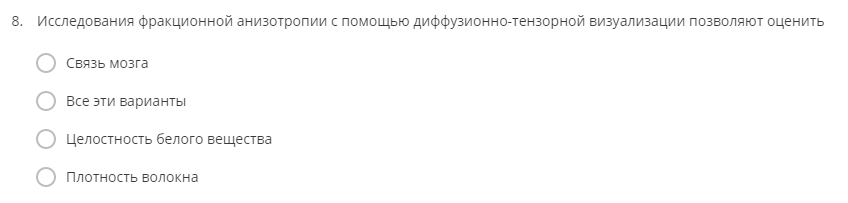 8. Исследования фракционной анизотропии с помощью диффузионно-тензорной визуализации позволяют оценить
Связь мозга
Все эти варианты
Целостность белого вещества
Плотность волокна